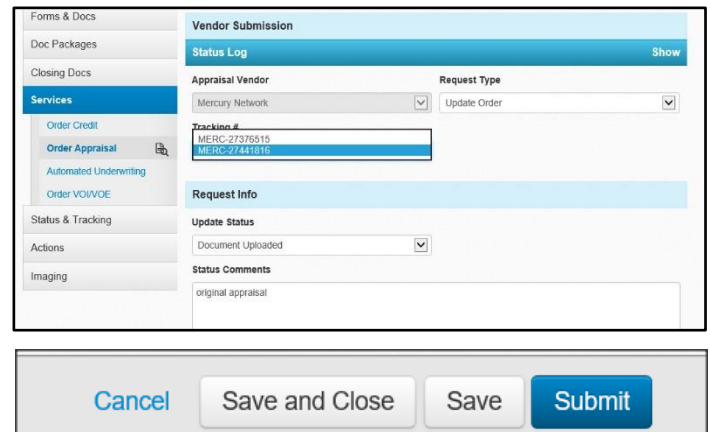 Forms & Docs
Doc Packages
Closing Docs
Services
Order Credit
Order Appraisal
Automated Underwriting
Order VOI/VOE
Status & Tracking
Actions
Imaging
Vendor Submission
Status Log Show
Appraisal Vendor Request Type
Mercury Network Update Order
Tracking #
MERC-27376515
MERC-27441816
Request Info
Update Status
Document Uploaded
Status Comments
original appraisal
Cancel Save and Close Save Submit